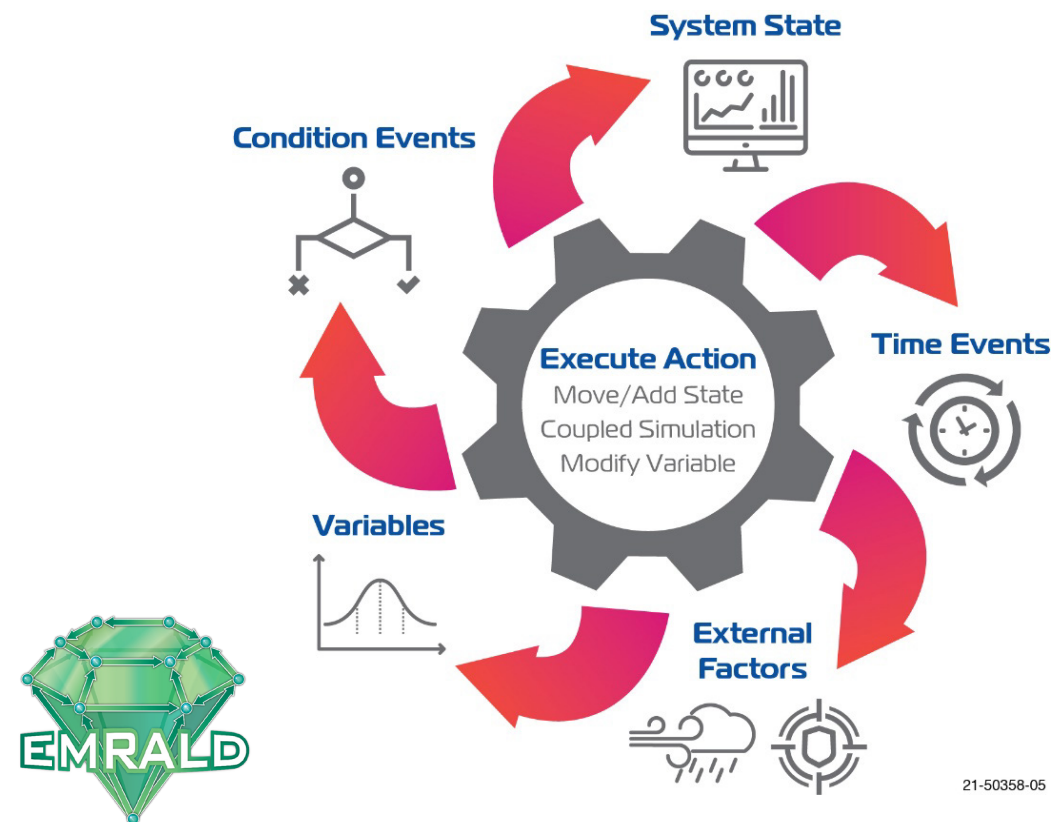 System State
Condition Events
Time Events
Execute Action
Move/Add State
Coupled Simulation
Modify Variable
Variables
External
Factors
EMRALD
21-50358-05